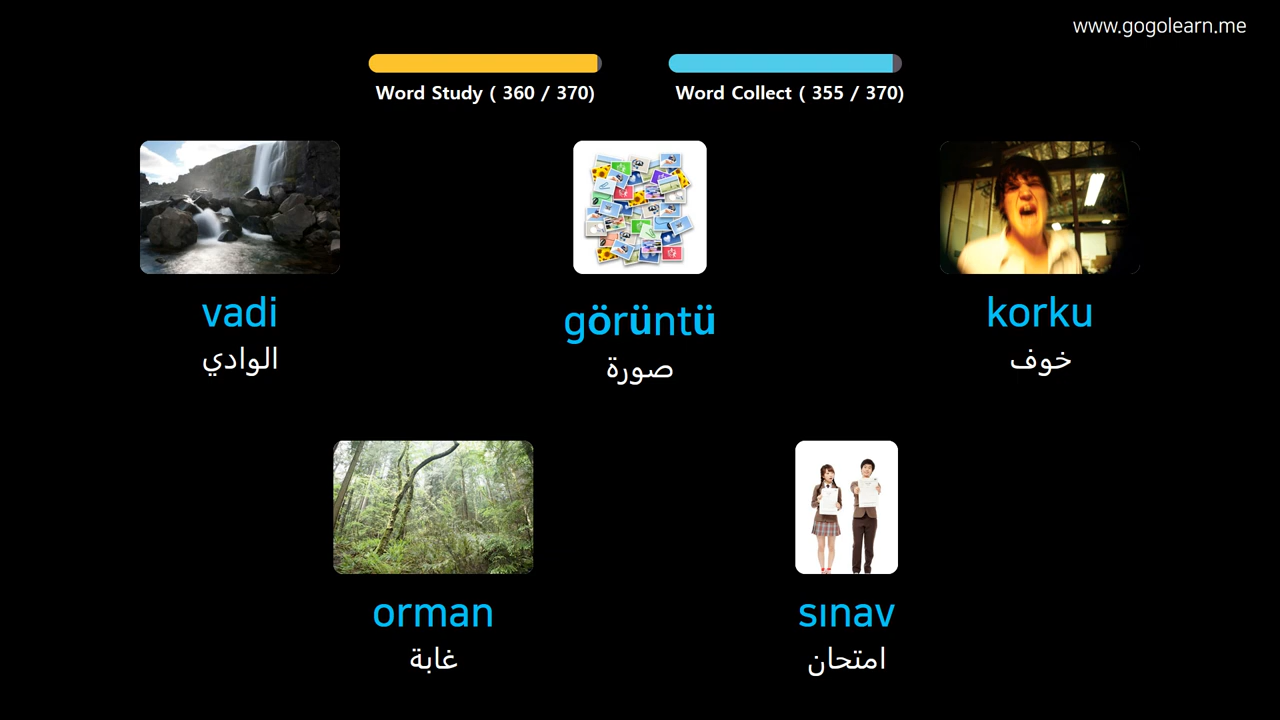 www.gogolearn.me
Word Study ( 360 / 370)
Word Collect ( 355 / 370)
vadi
الوادي
görüntü
صورة
korku
خوف
orman
غابة
sınav
امتحان